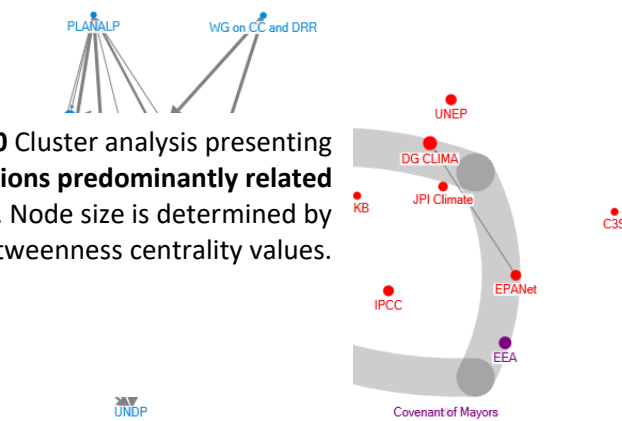 PLANALP
WG on CC and DRR
0 Cluster analysis presenting
ions predominantly related
. Node size is determined by
tweenness centrality values.
UNDP
UNEP
DG CLIMA
JPI Climate
KB
C3S
EPANet
IPCC
EEA
Covenant of Mayors